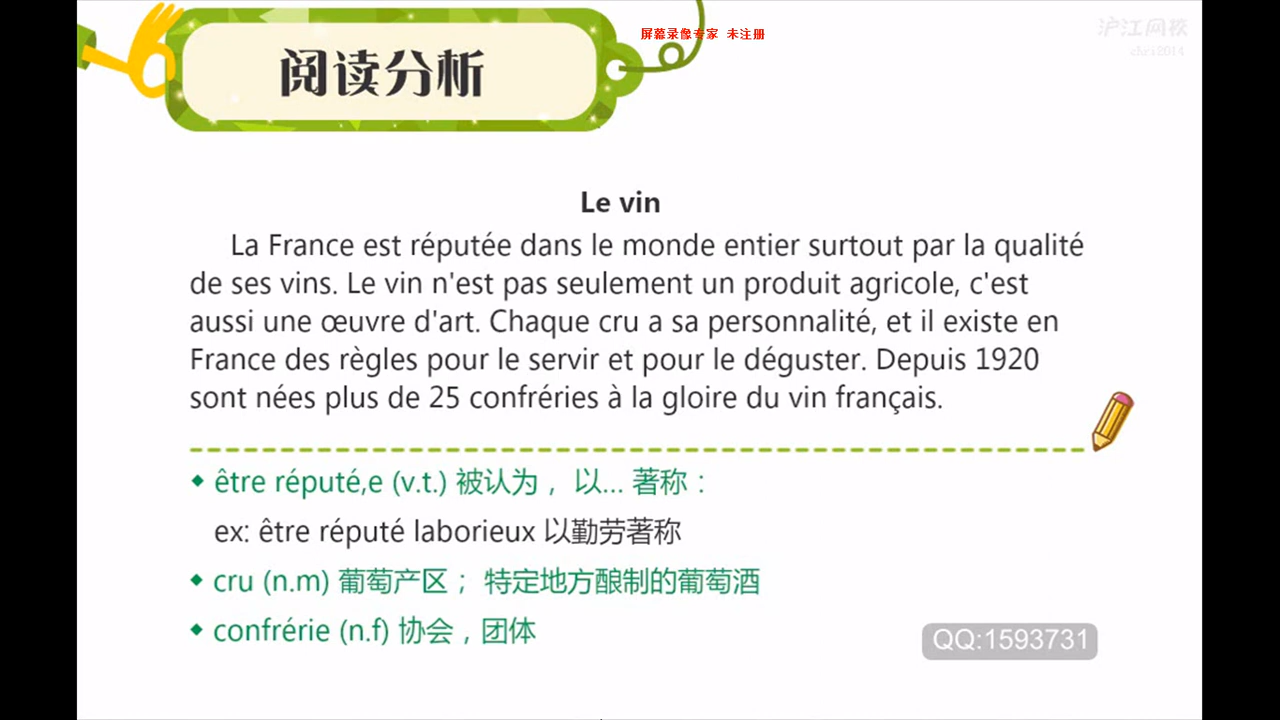 屏幕录像专家 未注册
沪江网校
chri2014
阅读分析
Le vin
La France est réputée dans le monde entier surtout par la qualité
de ses vins. Le vin n'est pas seulement un produit agricole, c'est
aussi une œuvre d'art. Chaque cru a sa personnalité, et il existe en
France des règles pour le servir et pour le déguster. Depuis 1920
sont nées plus de 25 confréries à la gloire du vin français.
◆ être réputé,e (v.t.) 被认为，以... 著称：
ex: être réputé laborieux 以勤劳著称
◆ cru (n.m) 葡萄产区； 特定地方酿制的葡萄酒
◆ confrérie (n.f) 协会，团体
QQ:1593731